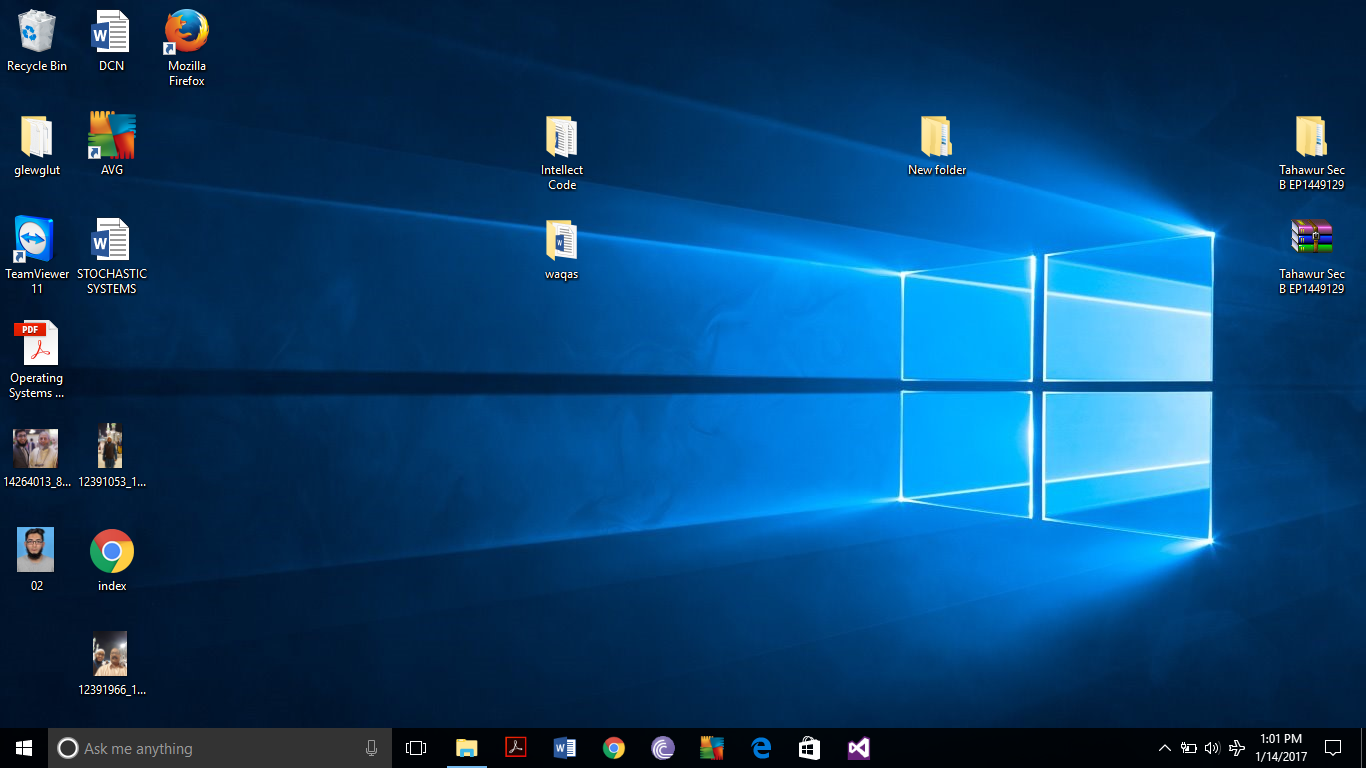 Recycle Bin
DCN
Mozilla
Firefox
glewglut
AVG
Intellect
Code
New folder
Tahawur Sec
B EP1449129
TeamViewer
11
STOCHASTIC
SYSTEMS
waqas
Tahawur Sec
B EP1449129
PDF
Operating
Systems ...
14264013_8...
12391053_1...
02
index
12391966_1...
Ask me anything
1:01 PM
1/14/2017